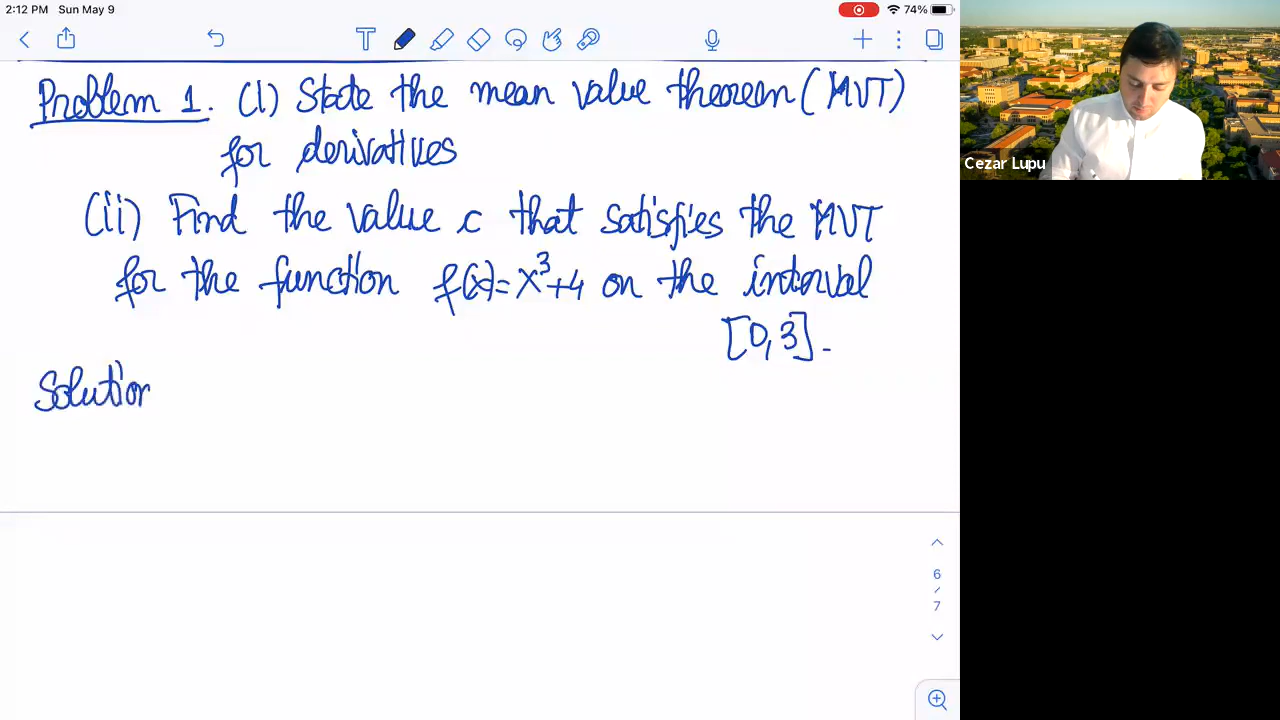 2:12 PM Sun May 9
74%
Problem 1. (i) State the mean value theorem (MVT)
for derivatives
(ii) Find the value c that satisfies the MVT
for the function f(x)=x³+4 on the interval
[0,3].
Solution
Cezar Lupu
6
/
7